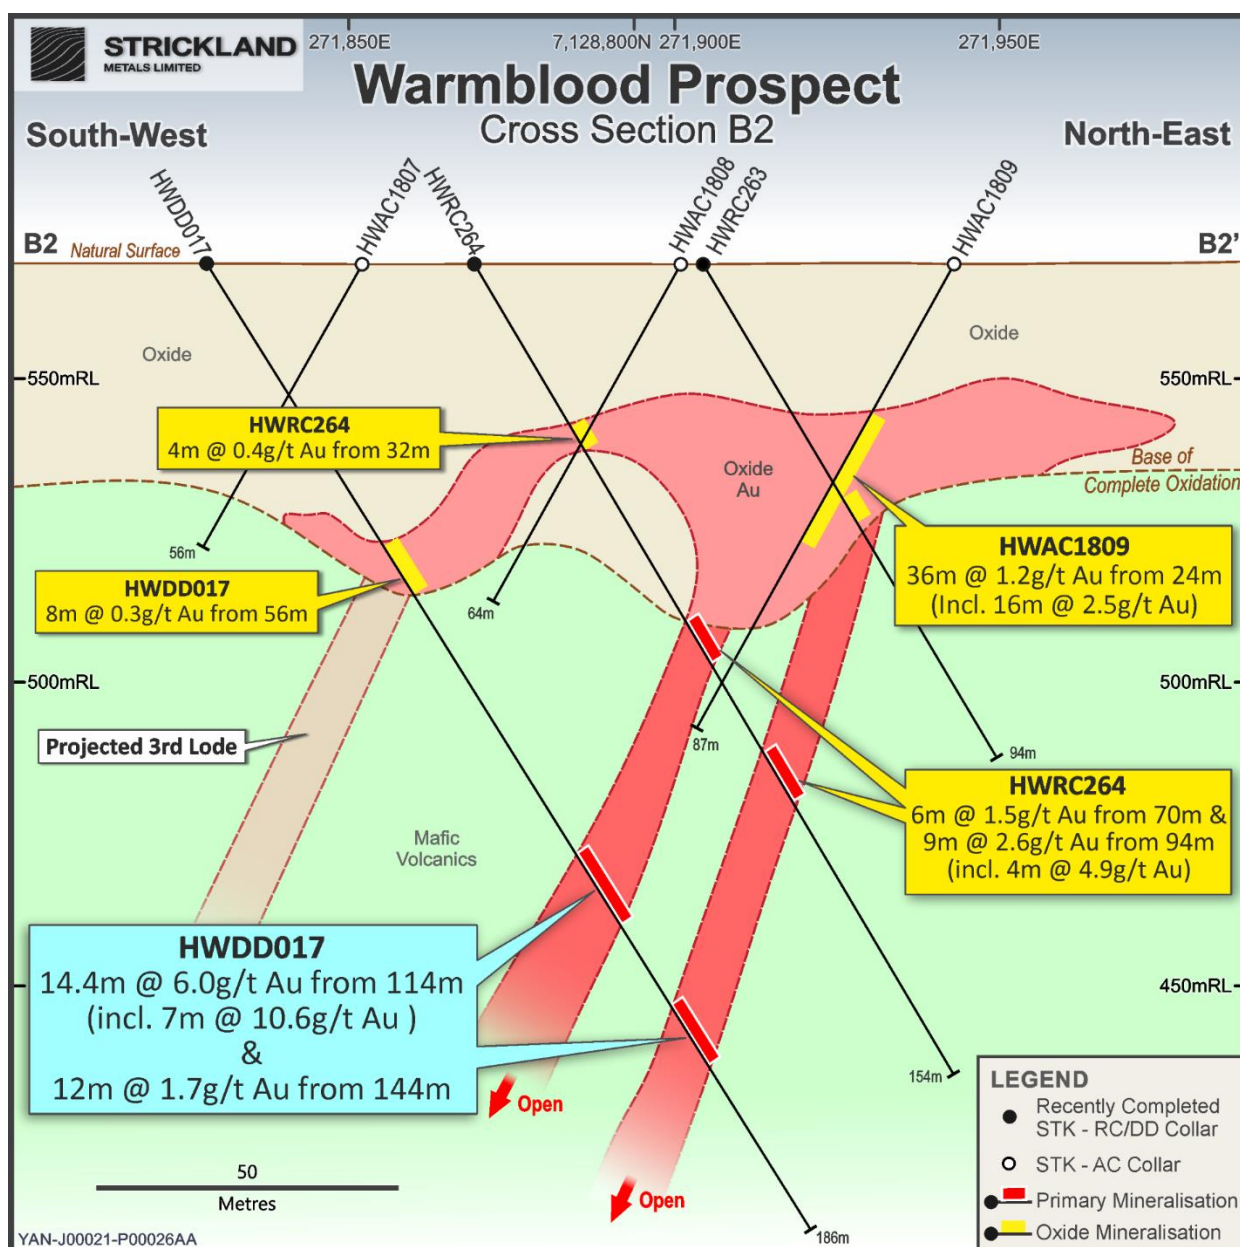 STRICKLAND
METALS LIMITED
271,850E
7,128,800N
271,900E
271,950E
Warmblood Prospect
Cross Section B2
South-West
North-East
HWDD017
HWAC1807
HWRC264
HWAC1808
HWRC263
HWAC1809
B2
Natural Surface
B2'
Oxide
Oxide
550mRL
550mRL
HWRC264
4m @ 0.4g/t Au from 32m
Oxide
Au
Base of
Complete Oxidation
56m
HWDD017
8m @ 0.3g/t Au from 56m
64m
HWAC1809
36m @ 1.2g/t Au from 24m
(Incl. 16m @ 2.5g/t Au)
500mRL
500mRL
Projected 3rd Lode
87m
94m
HWRC264
6m @ 1.5g/t Au from 70m &
9m @ 2.6g/t Au from 94m
(incl. 4m @ 4.9g/t Au)
Mafic
Volcanics
HWDD017
14.4m @ 6.0g/t Au from 114m
(incl. 7m @ 10.6g/t Au )
&
12m @ 1.7g/t Au from 144m
450mRL
154m
Open
Open
50
Metres
186m
LEGEND
Recently Completed
STK - RC/DD Collar
STK - AC Collar
Primary Mineralisation
Oxide Mineralisation
YAN-J00021-P00026AA